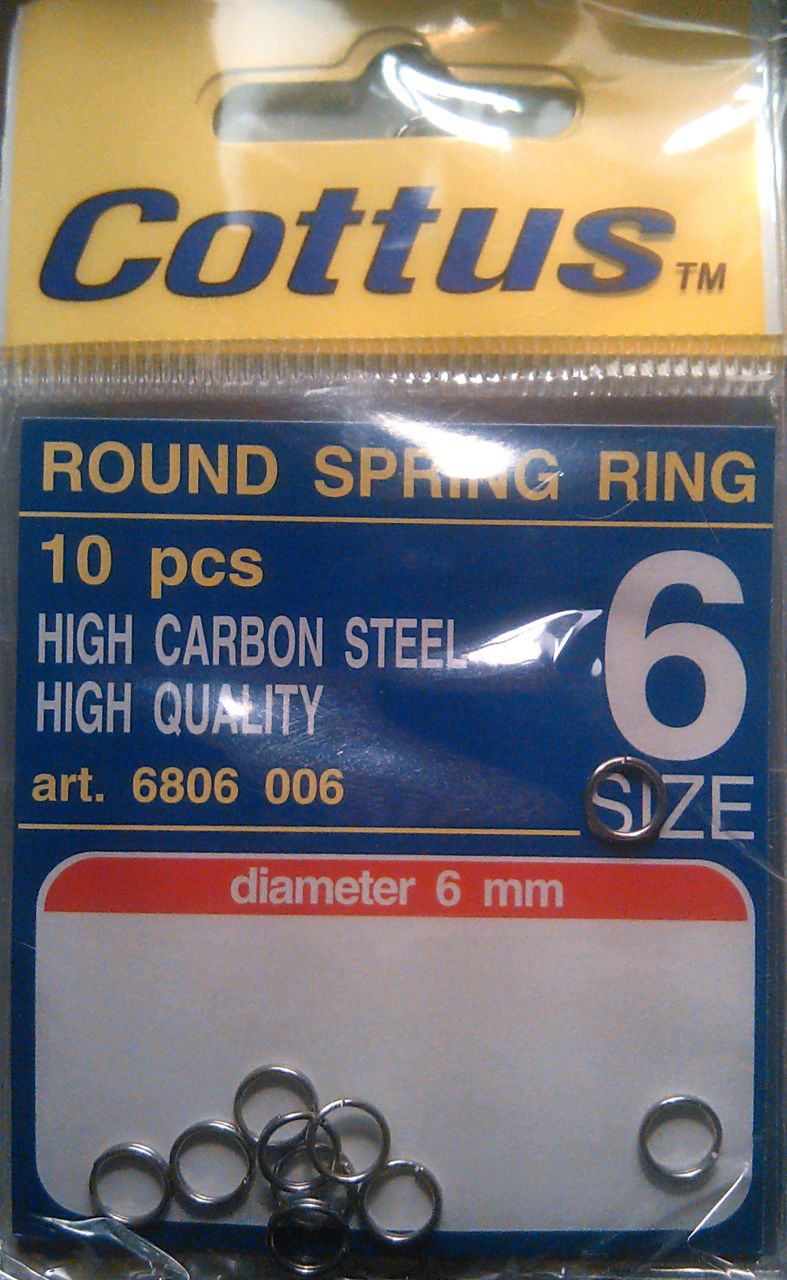 Cottus™
ROUND SPRING RING
10 pcs
HIGH CARBON STEEL
HIGH QUALITY
art. 6806 006
6
SIZE
diameter 6 mm